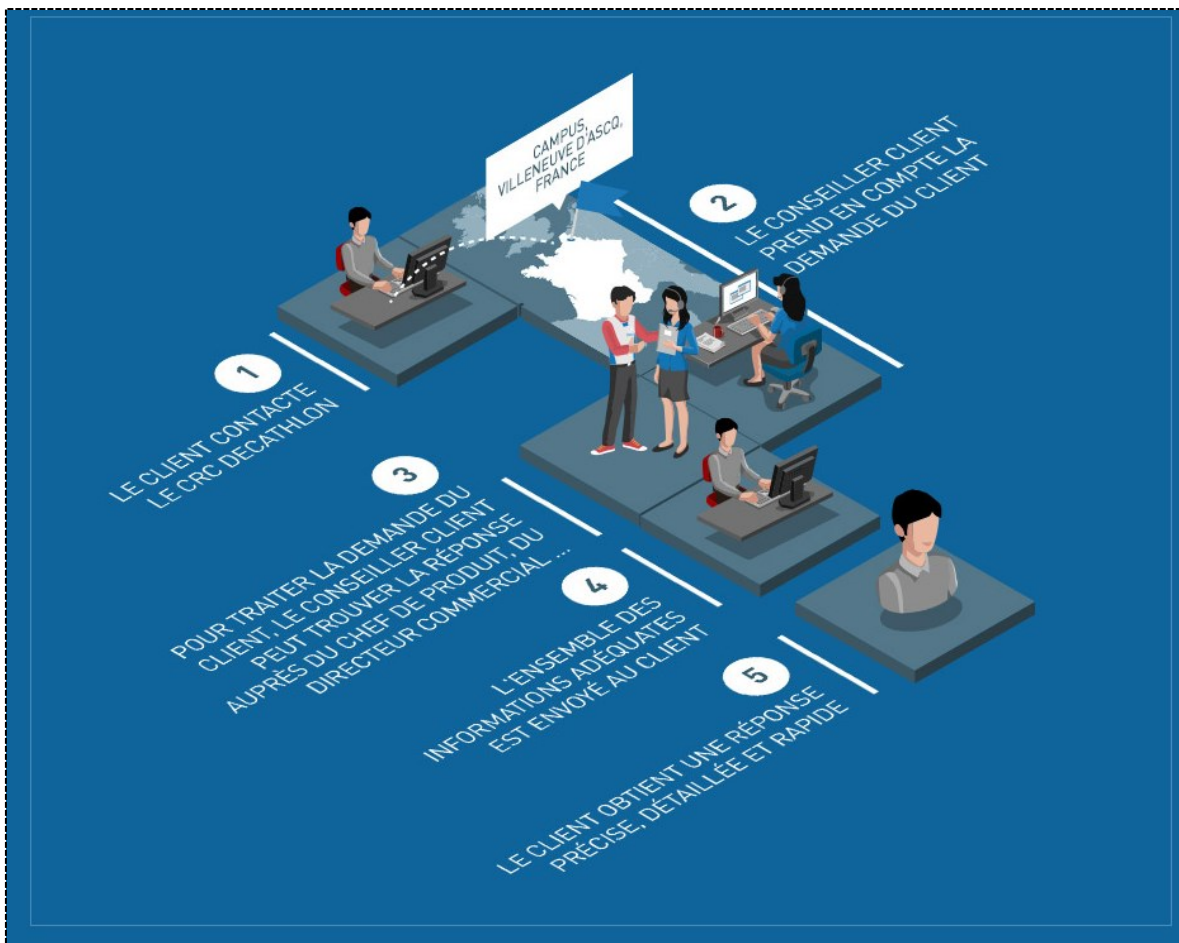 CAMPUS,
VILLENEUVE D'ASCQ,
FRANCE
1
LE CLIENT CONTACTE
LE CRC DECATHLON
2
LE CONSEILLER CLIENT
PREND EN COMPTE LA
DEMANDE DU CLIENT
3
POUR TRAITER LA DEMANDE DU
CLIENT, LE CONSEILLER CLIENT
PEUT TROUVER LA RÉPONSE
AUPRÈS DU CHEF DE PRODUIT, DU
DIRECTEUR COMMERCIAL ...
4
L'ENSEMBLE DES
INFORMATIONS ADÉQUATES
EST ENVOYÉ AU CLIENT
5
LE CLIENT OBTIENT UNE RÉPONSE
PRÉCISE, DÉTAILLÉE ET RAPIDE